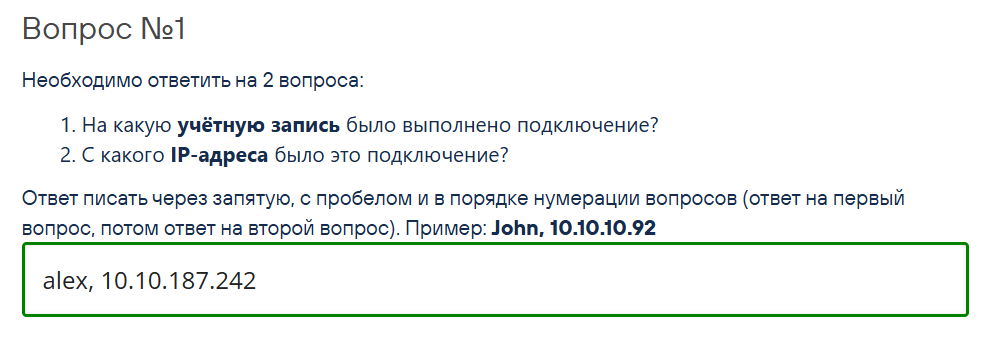 Вопрос №1
Необходимо ответить на 2 вопроса:
1. На какую учётную запись было выполнено подключение?
2. С какого IP-адреса было это подключение?
Ответ писать через запятую, с пробелом и в порядке нумерации вопросов (ответ на первый
вопрос, потом ответ на второй вопрос). Пример: John, 10.10.10.92
alex, 10.10.187.242